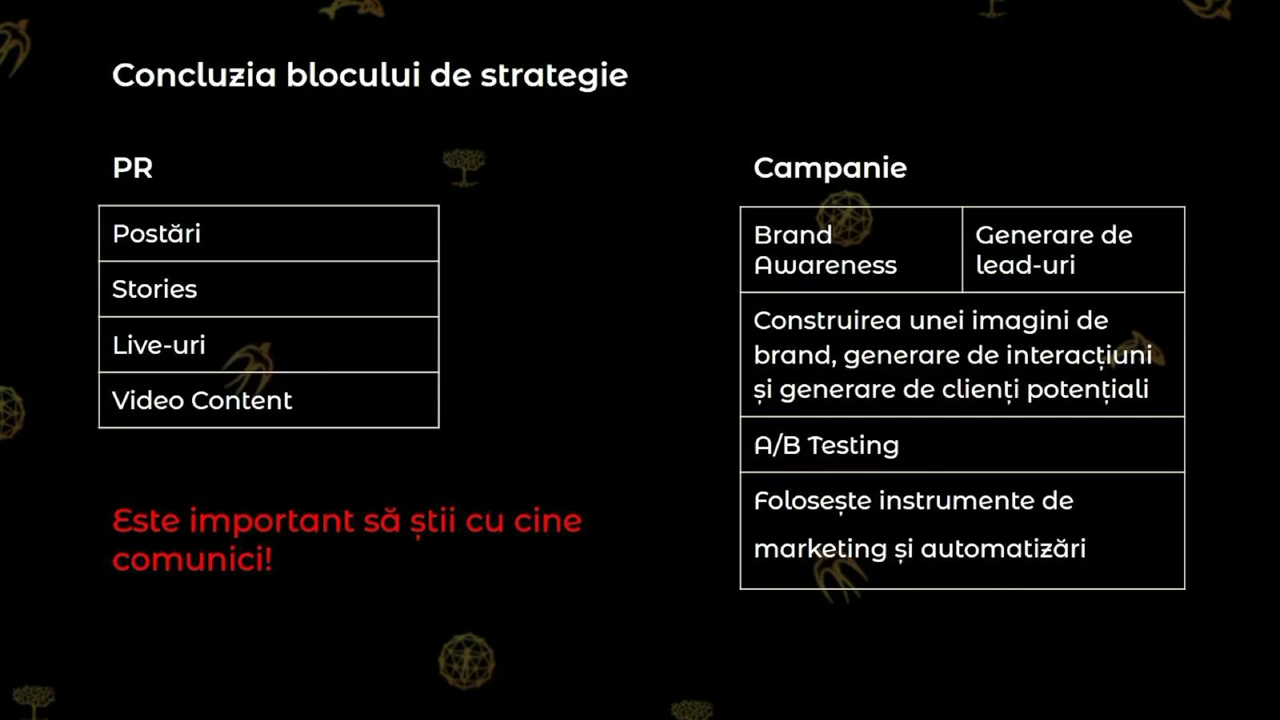 Concluzia blocului de strategie
PR
Postări
Stories
Live-uri
Video Content
Este important să știi cu cine
comunici!
Campanie
Brand
Awareness
Generare de
lead-uri
Construirea unei imagini de
brand, generare de interacțiuni
și generare de clienți potențiali
A/B Testing
Folosește instrumente de
marketing și automatizări